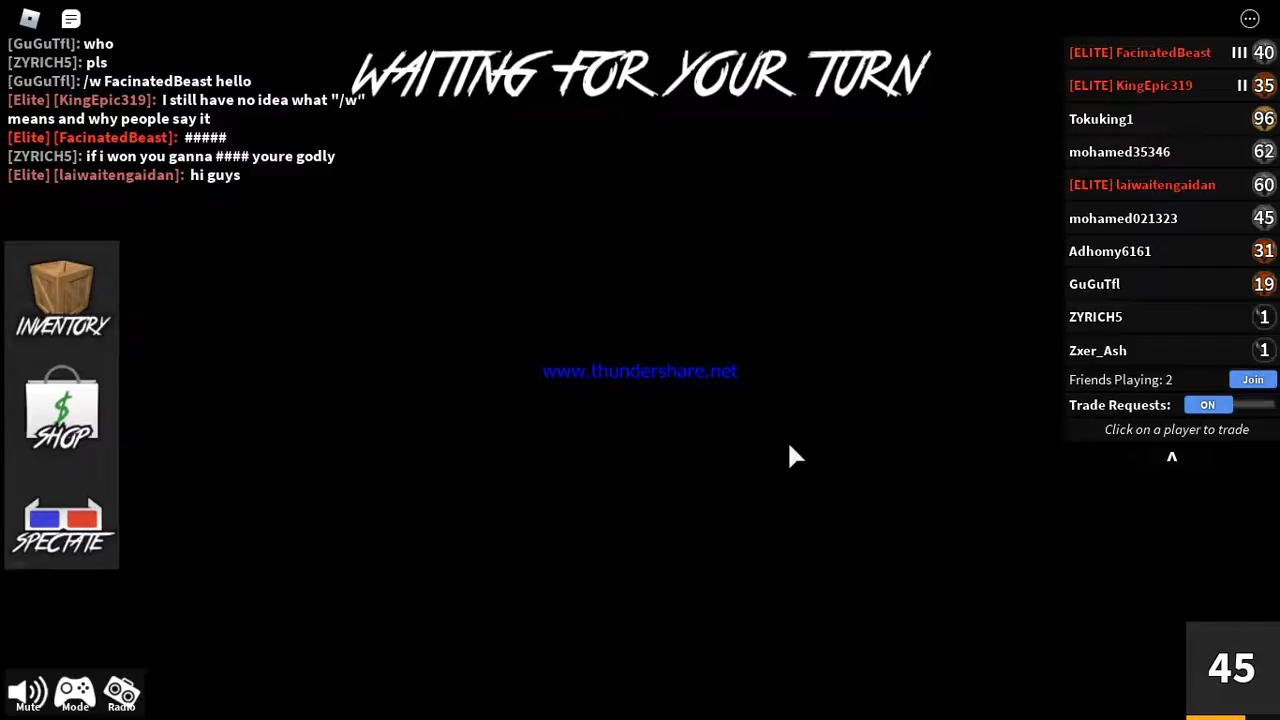 [GuGuTfl]: who
[ZYRICH5]: pls
[GuGuTfl]: /w FacinatedBeast hello
[Elite] [KingEpic319]: I still have no idea what "/w"
means and why people say it
[Elite] [FacinatedBeast]: #####
[ZYRICH5]: if i won you ganna #### youre godly
[Elite] [laiwaitengaidan]: hi guys
WAITING FOR YOUR TURN
[ELITE] FacinatedBeast III 40
[ELITE] KingEpic319 II 35
Tokuking1 96
mohamed35346 62
[ELITE] laiwaitengaidan 60
mohamed021323 45
Adhomy6161 31
GuGuTfl 19
ZYRICH5 1
Zxer_Ash 1
Friends Playing: 2 Join
Trade Requests: ON
Click on a player to trade
^
INVENTORY
$
SHOP
SPECTATE
www.thundershare.net
Mute Mode Radio
45